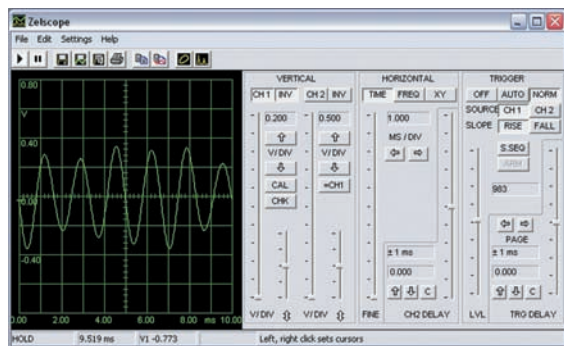 Zelscope
File Edit Settings Help
VERTICAL HORIZONTAL TRIGGER
CH 1 INV CH 2 INV TIME FREQ XY OFF AUTO NORM
SOURCE CH 1 CH 2
SLOPE RISE FALL
0.80
V
0.40
+0.00
-0.40
0.00 2.00 4.00 6.00 8.00 ms 10.00
0.200 0.500 1.000
V/DIV V/DIV MS / DIV
CAL =CH1
CHK
S.SEQ
ARM
983
PAGE
± 1 ms ± 1 ms
0.000 0.000
C C
V/DIV V/DIV FINE CH2 DELAY LVL TRG DELAY
HOLD 9.519 ms V1 -0.773 Left, right click sets cursors